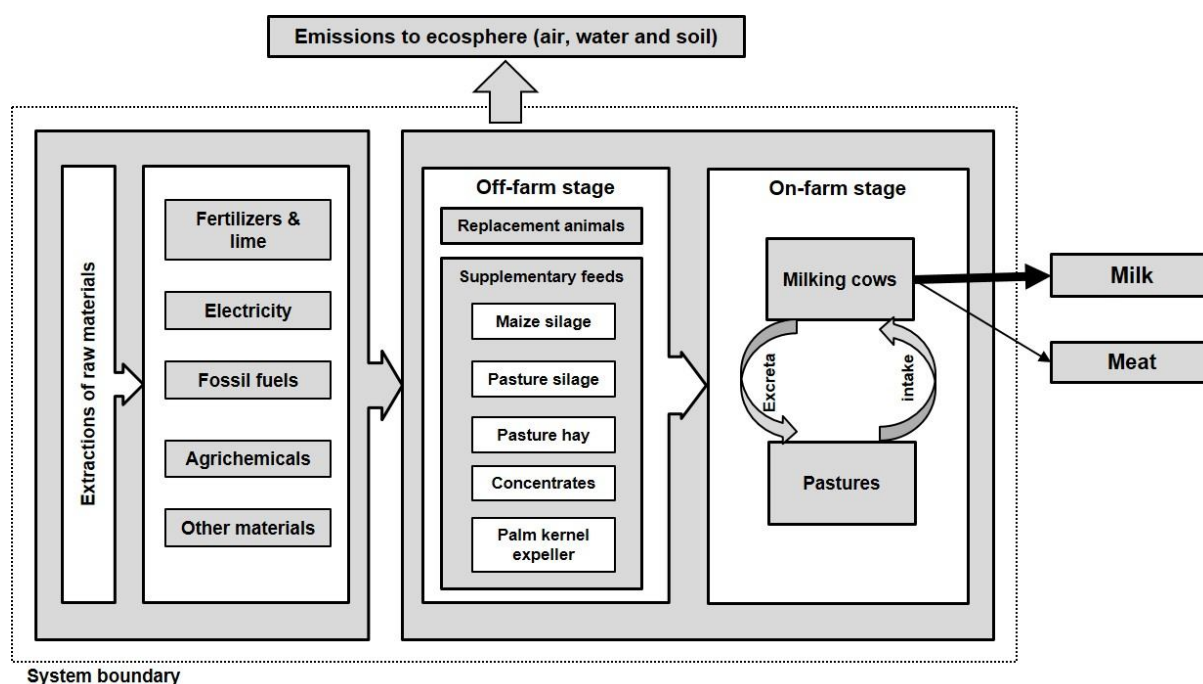 Emissions to ecosphere (air, water and soil)
Extractions of raw materials
Fertilizers &
lime
Electricity
Fossil fuels
Agrichemicals
Other materials
Off-farm stage
Replacement animals
Supplementary feeds
Maize silage
Pasture silage
Pasture hay
Concentrates
Palm kernel
expeller
On-farm stage
Milking cows
Excreta
intake
Pastures
Milk
Meat
System boundary